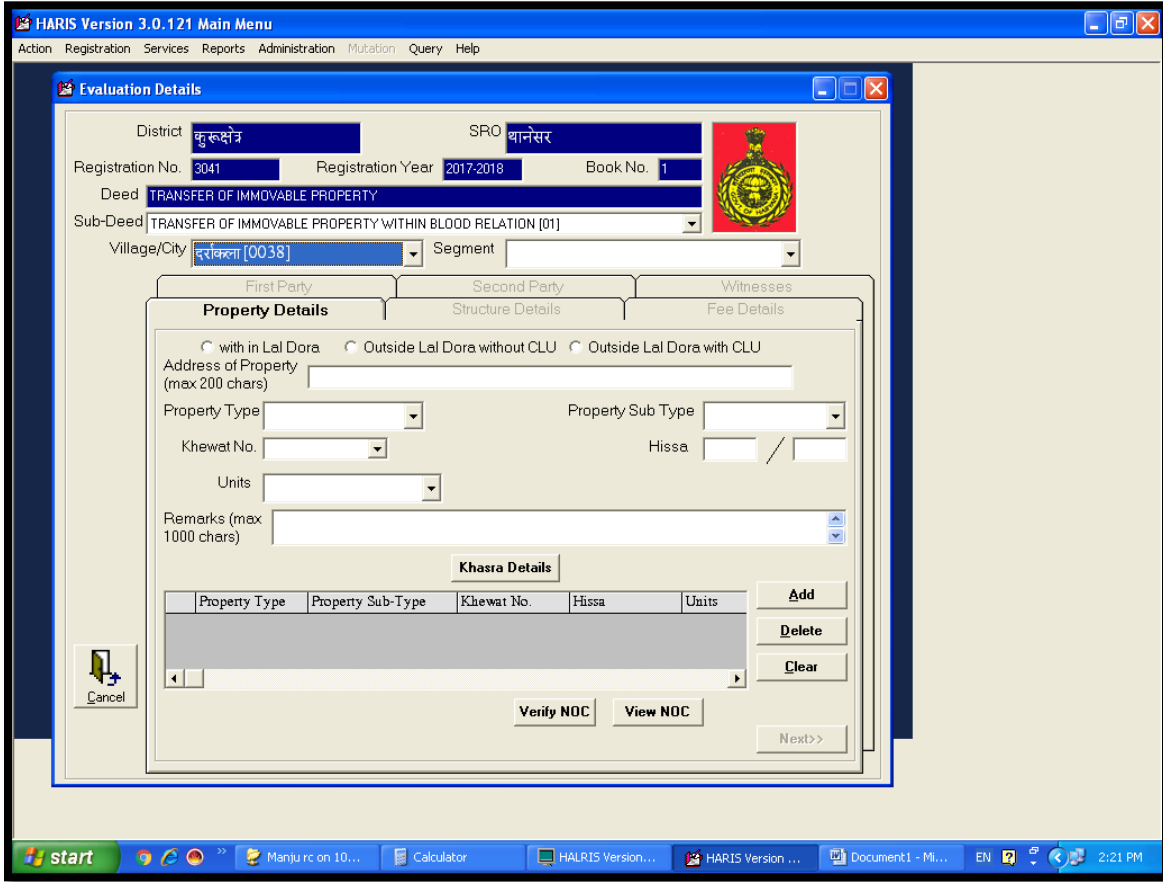 HARIS Version 3.0.121 Main Menu
Action Registration Services Reports Administration Mutation Query Help
Evaluation Details
District कुरूक्षेत्र SRO थानेसर
Registration No. 3041 Registration Year 2017-2018 Book No. 1
Deed TRANSFER OF IMMOVABLE PROPERTY
Sub-Deed TRANSFER OF IMMOVABLE PROPERTY WITHIN BLOOD RELATION [01]
Village/City दर्राकला [0038] Segment
First Party Second Party Witnesses
Property Details Structure Details Fee Details
with in Lal Dora Outside Lal Dora without CLU Outside Lal Dora with CLU
Address of Property
(max 200 chars)
Property Type Property Sub Type
Khewat No. Hissa /
Units
Remarks (max
1000 chars)
Khasra Details
Property Type Property Sub-Type Khewat No. Hissa Units
Add
Delete
Clear
Cancel
Verify NOC View NOC
Next>>
start » Manju rc on 10... Calculator HALRIS Version... HARIS Version ... Document1 - Mi... EN 2:21 PM